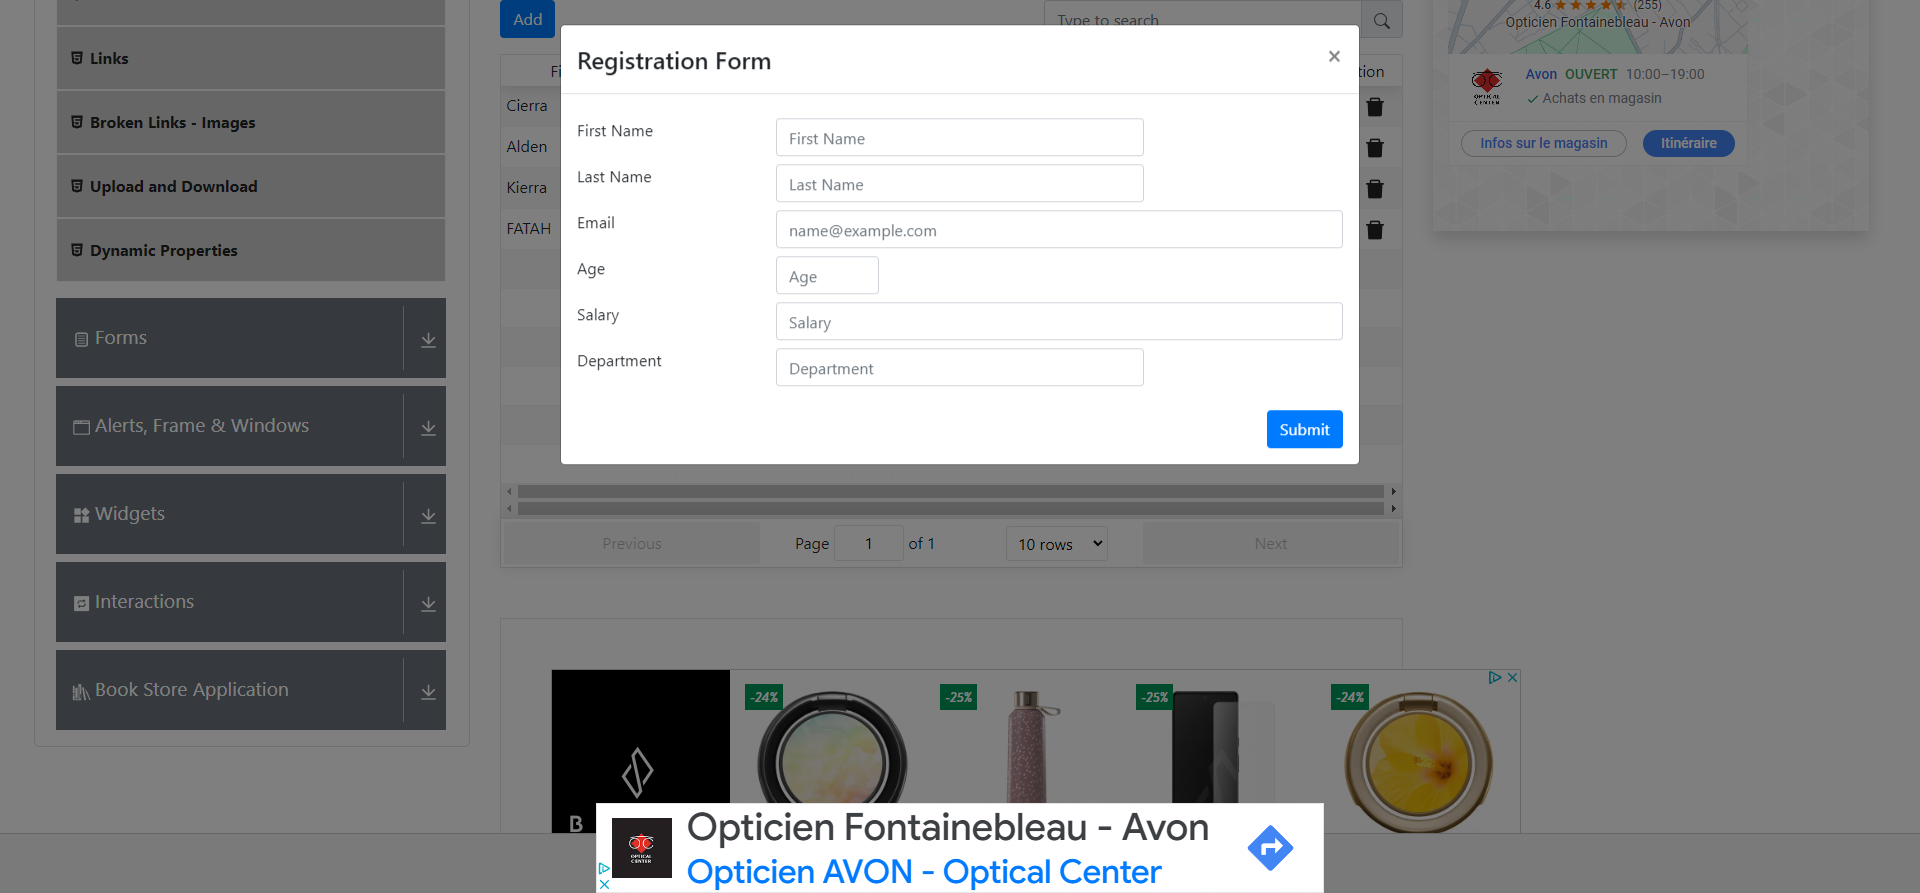 Add
Type to search
4.6 (255)
Opticien Fontainebleau - Avon
Links
Broken Links - Images
Upload and Download
Dynamic Properties
Forms
Alerts, Frame & Windows
Widgets
Interactions
Book Store Application
Cierra
Alden
Kierra
FATAH
Registration Form
×
First Name
First Name
Last Name
Last Name
Email
name@example.com
Age
Age
Salary
Salary
Department
Department
Submit
OPTICAL
CENTER
Avon OUVERT 10:00–19:00
Achats en magasin
Infos sur le magasin
Itinéraire
Previous
Page 1 of 1
10 rows
Next
-24%
-25%
-25%
-24%
B
OPTICAL
CENTER
Opticien Fontainebleau - Avon
Opticien AVON - Optical Center